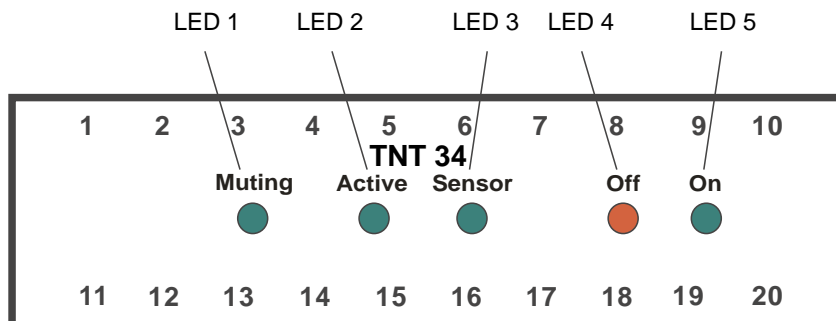 LED 1 LED 2 LED 3 LED 4 LED 5
1 2 3 4 5 6 7 8 9 10
TNT 34
Muting Active Sensor Off On
11 12 13 14 15 16 17 18 19 20